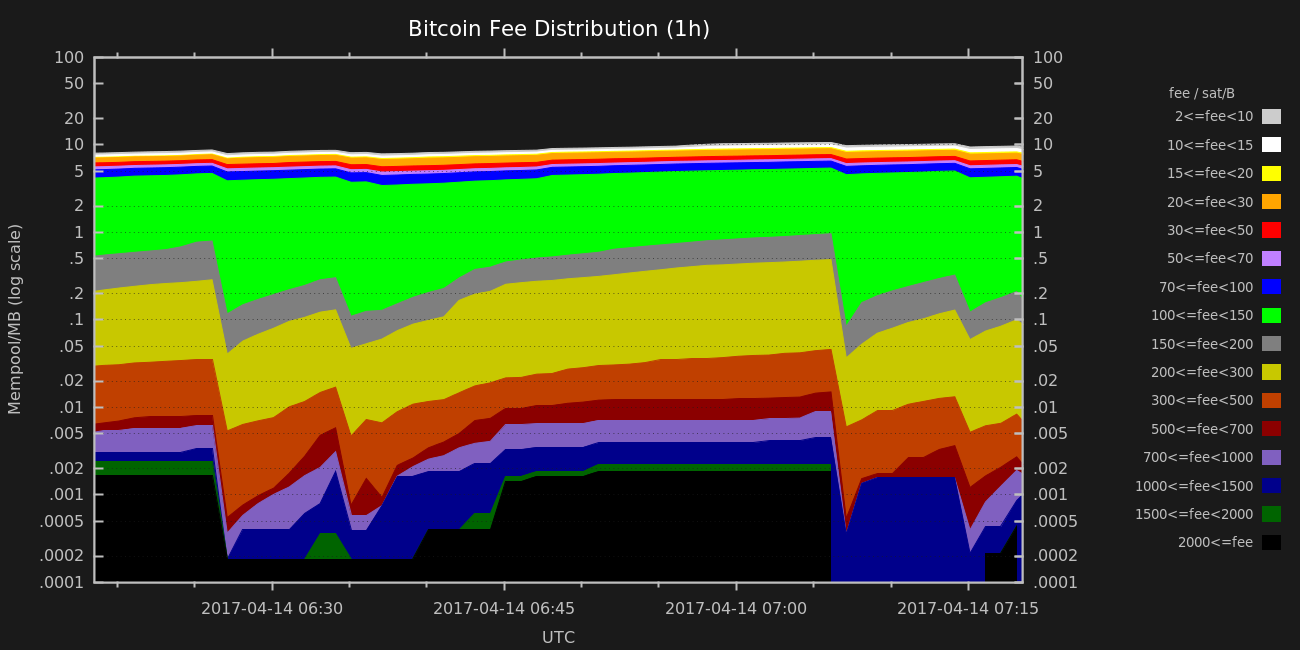 Bitcoin Fee Distribution (1h)
100 100
50 50
20 20
10 10
5 5
2 2
1 1
.5 .5
.2 .2
.1 .1
.05 .05
.02 .02
.01 .01
.005 .005
.002 .002
.001 .001
.0005 .0005
.0002 .0002
.0001 .0001
Mempool/MB (log scale)
2017-04-14 06:30 2017-04-14 06:45 2017-04-14 07:00 2017-04-14 07:15
UTC
fee / sat/B
2<=fee<10
10<=fee<15
15<=fee<20
20<=fee<30
30<=fee<50
50<=fee<70
70<=fee<100
100<=fee<150
150<=fee<200
200<=fee<300
300<=fee<500
500<=fee<700
700<=fee<1000
1000<=fee<1500
1500<=fee<2000
2000<=fee